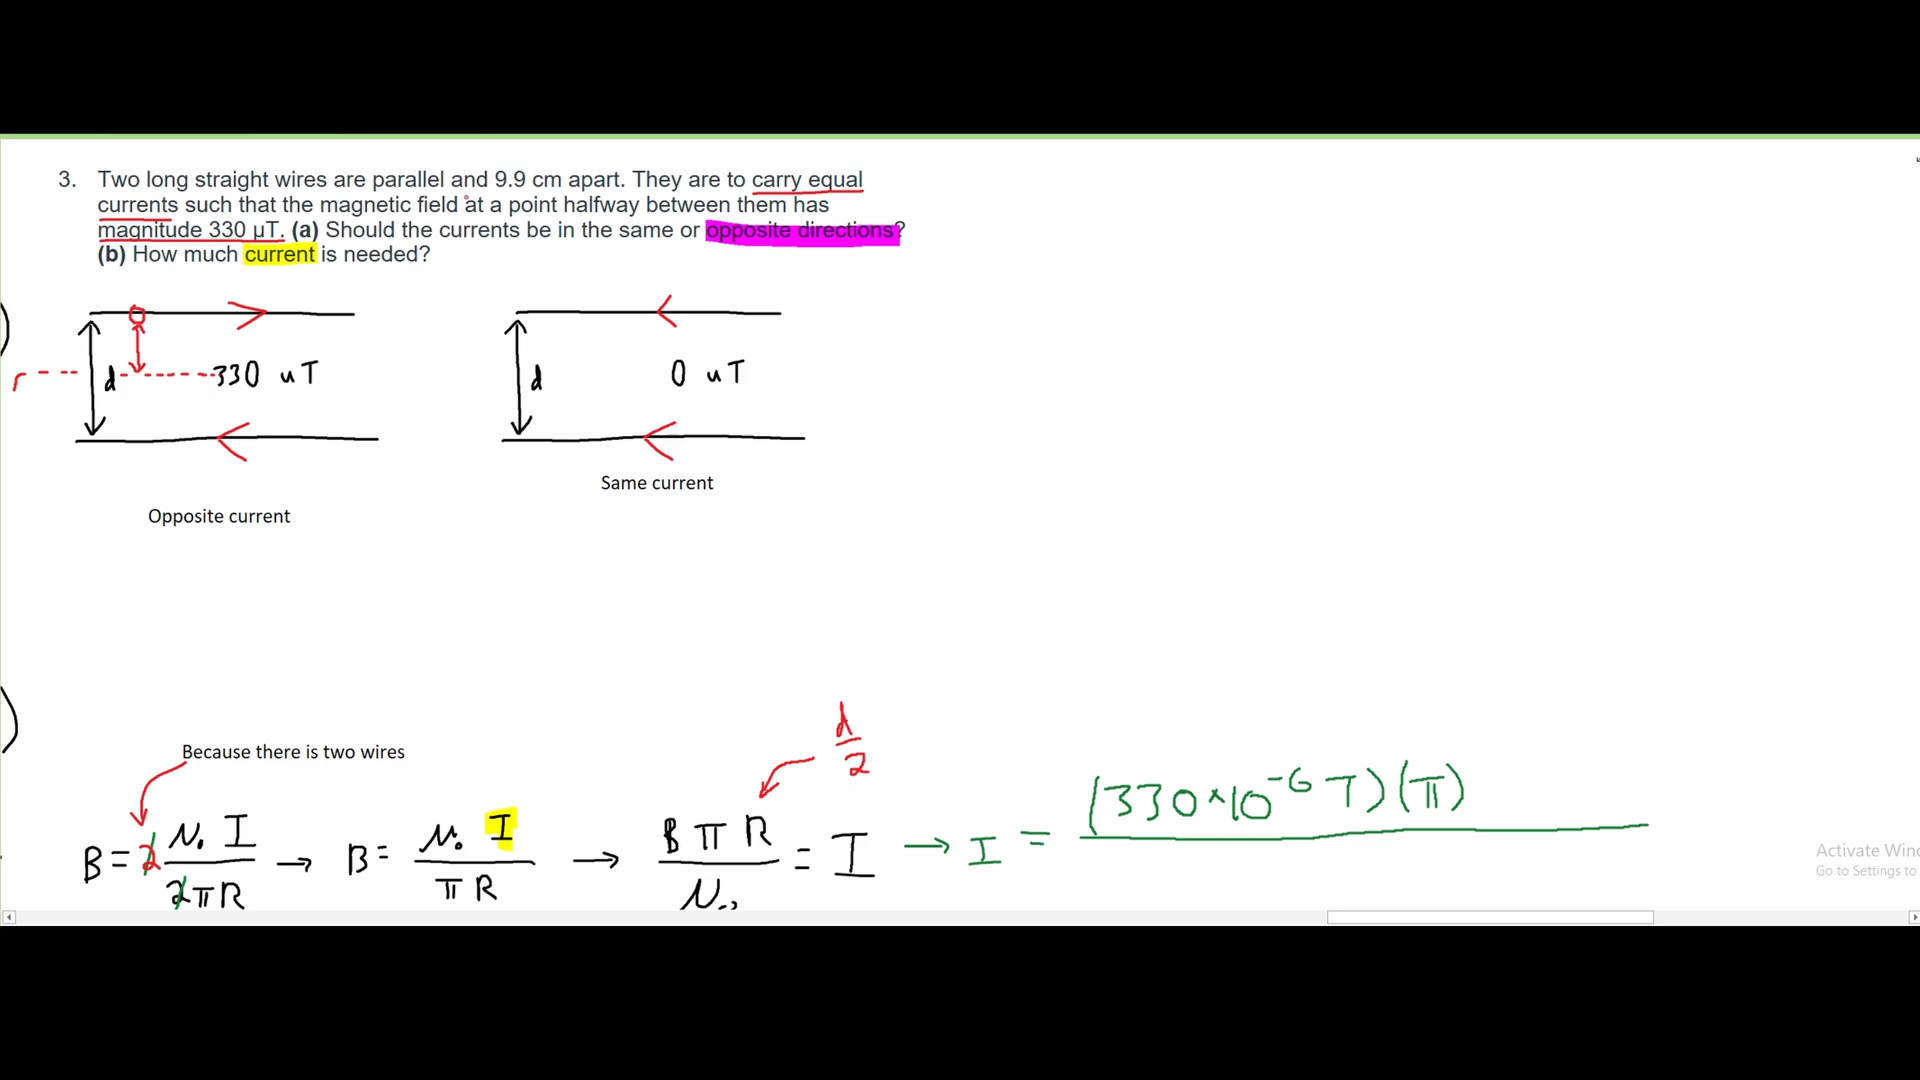 3. Two long straight wires are parallel and 9.9 cm apart. They are to carry equal
currents such that the magnetic field at a point halfway between them has
magnitude 330 μT. (a) Should the currents be in the same or opposite directions?
(b) How much current is needed?
r d 330 uT
d 0 uT
Same current
Opposite current
Because there is two wires
d/2
B = 2 μ₀ I / 2πR → B = μ₀ I / πR → BπR / μ₀ = I → I = (330×10⁻⁶ T)(π)
Activate Wind
Go to Settings to